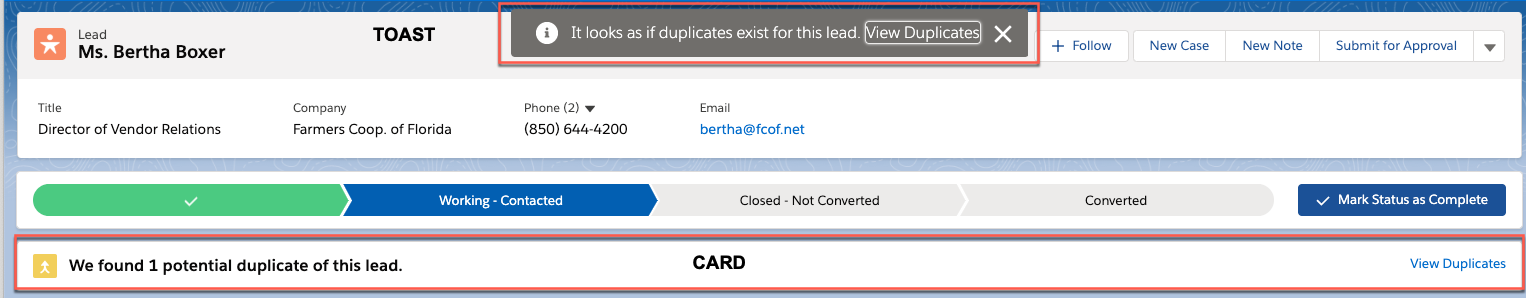 Lead
Ms. Bertha Boxer
TOAST
It looks as if duplicates exist for this lead. View Duplicates
+ Follow
New Case
New Note
Submit for Approval
Title
Director of Vendor Relations
Company
Farmers Coop. of Florida
Phone (2)
(850) 644-4200
Email
bertha@fcof.net
Working - Contacted
Closed - Not Converted
Converted
Mark Status as Complete
We found 1 potential duplicate of this lead.
CARD
View Duplicates